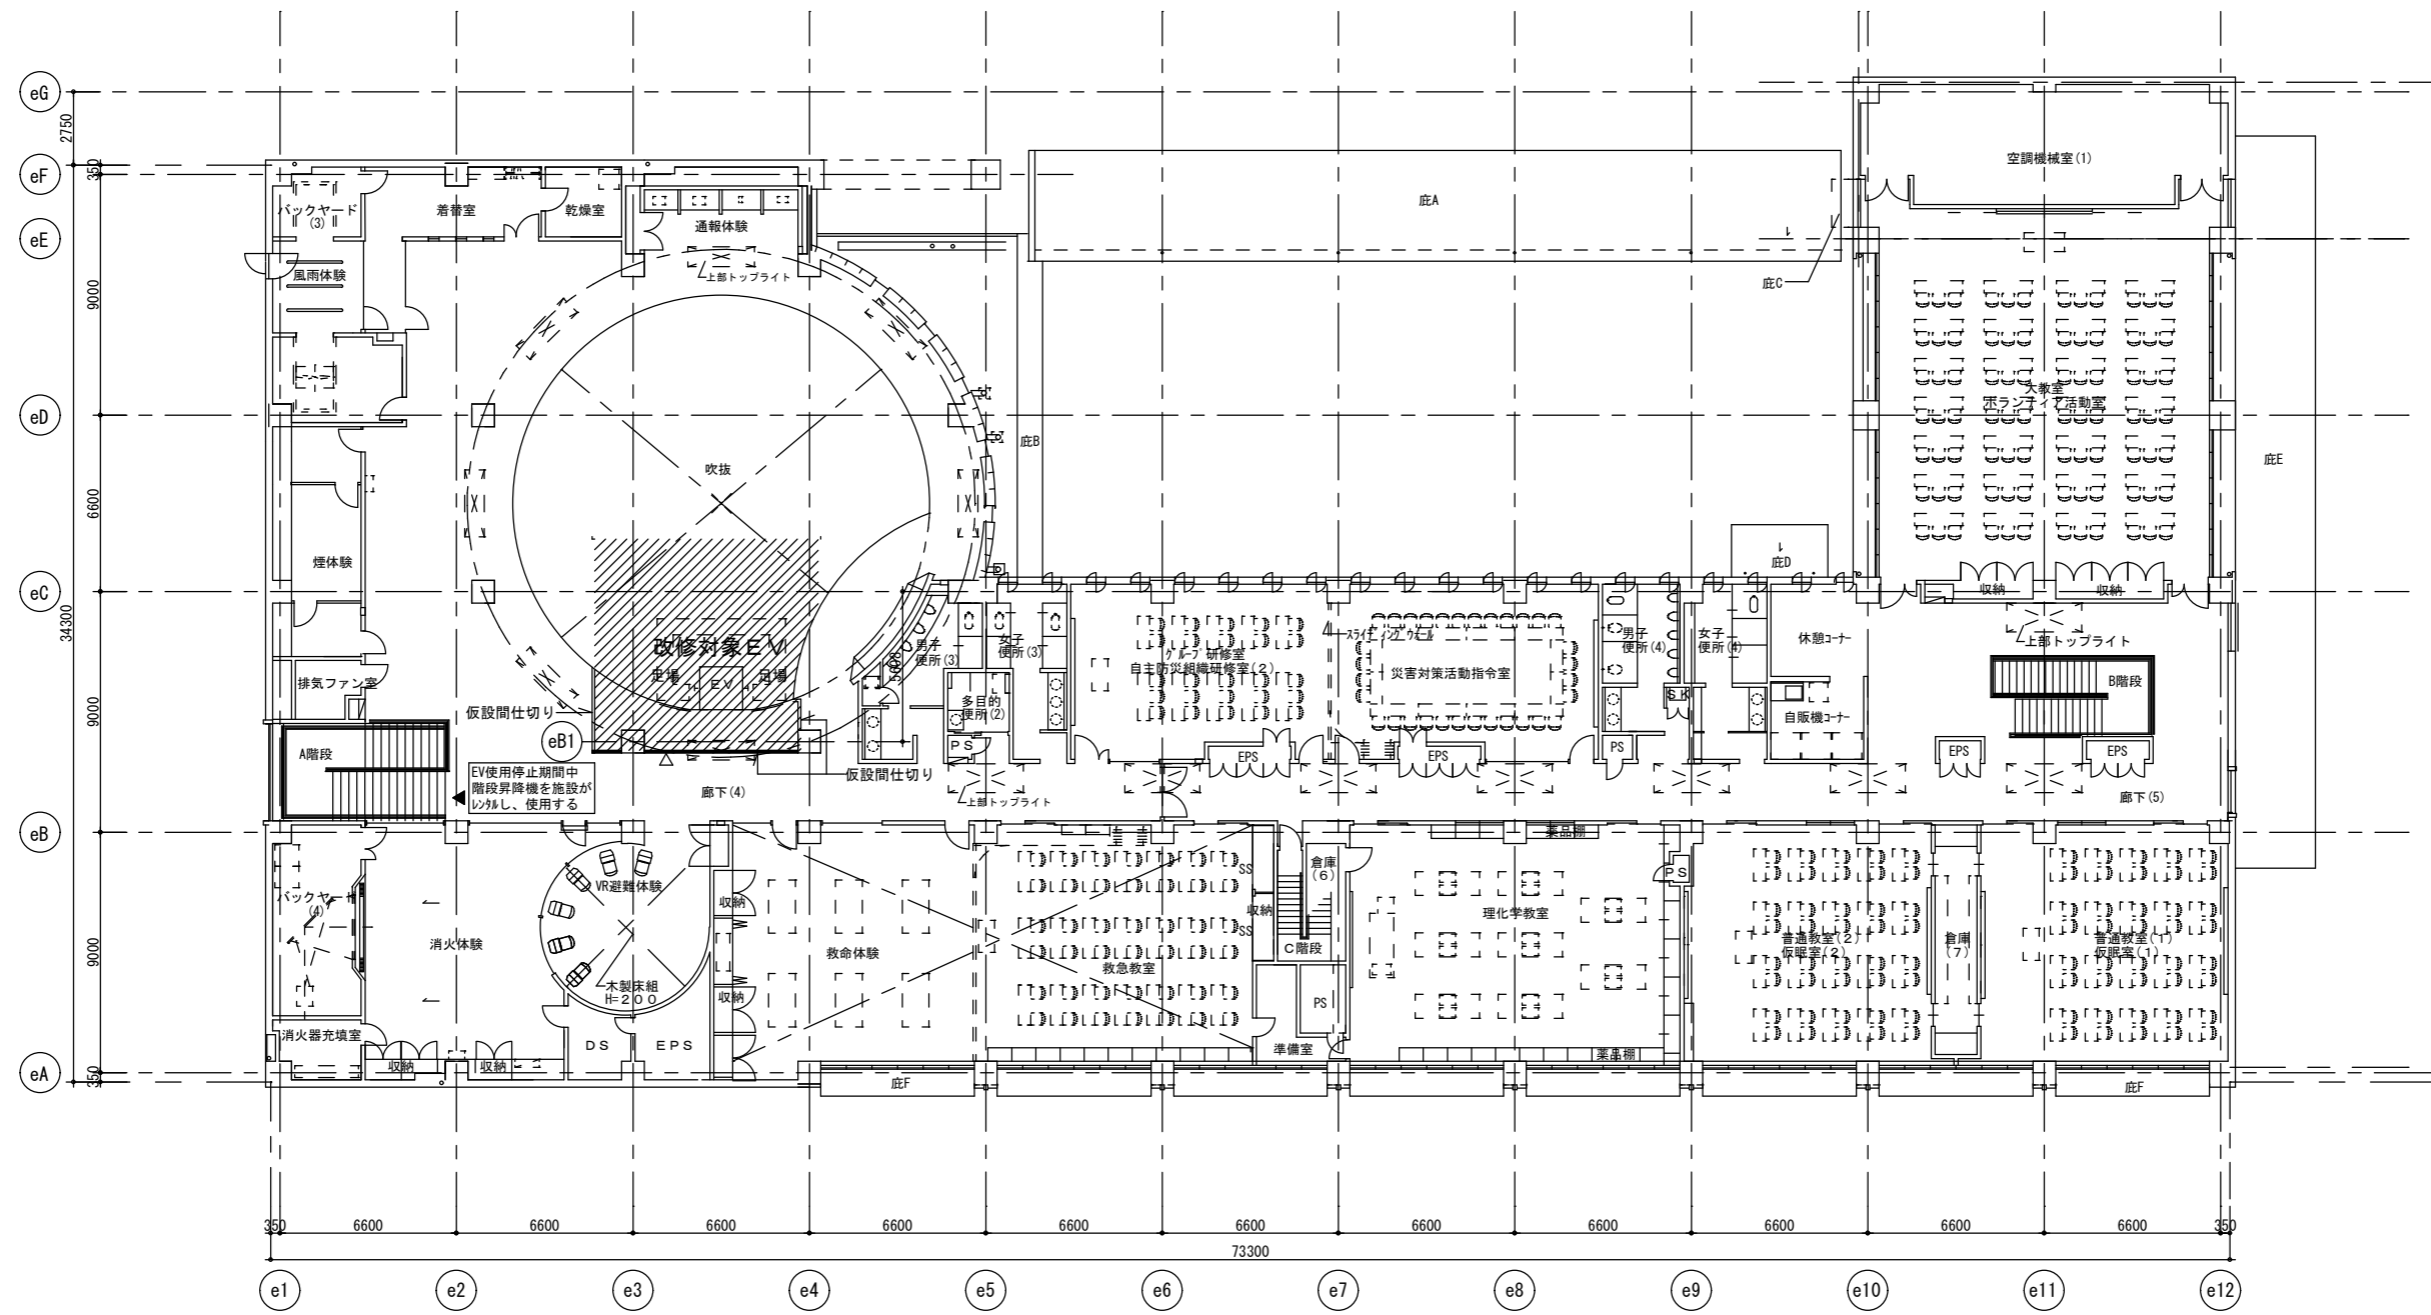 eG
2750
eF
350
バックヤード
(3)
着替室
乾燥室
通報体験
庇A
空調機械室(1)
eE
風雨体験
上部トップライト
庇C
9000
大教室
ボランティア活動室
eD
庇B
吹抜
庇E
6600
煙体験
庇D
収納
収納
eC
34300
改修対象EV
足場
EV
足場
男子
便所(3)
女子
便所(3)
5608
スライディングウォール
グループ研修室
自主防災組織研修室(2)
災害対策活動指令室
男子
便所(4)
女子
便所(4)
休憩コーナー
上部トップライト
排気ファン室
多目的
便所(2)
SK
B階段
9000
仮設間仕切り
eB1
PS
自販機コーナー
A階段
EPS
EPS
PS
EPS
EPS
EV使用停止期間中
階段昇降機を施設が
レンタルし、使用する
仮設間仕切り
廊下(4)
上部トップライト
廊下(5)
eB
薬品棚
VR避難体験
倉庫
(6)
SS
PS
バックヤード
(4)
収納
収納
理化学教室
消火体験
救命体験
SS
C階段
普通教室(2)
仮眠室(2)
倉庫
(7)
普通教室(1)
仮眠室(1)
9000
救急教室
木製床組
H=200
収納
PS
消火器充填室
DS
EPS
準備室
薬品棚
収納
収納
eA
350
庇F
庇F
350
6600
6600
6600
6600
6600
6600
6600
6600
6600
6600
6600
350
73300
e1
e2
e3
e4
e5
e6
e7
e8
e9
e10
e11
e12